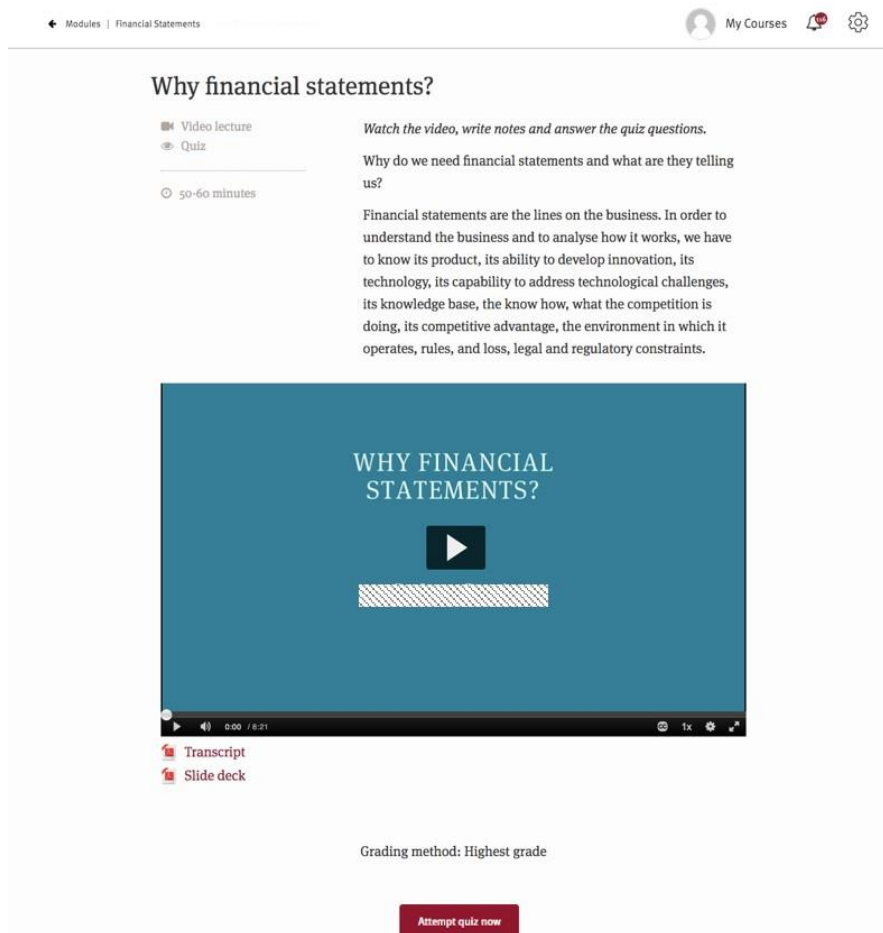 Modules | Financial Statements
My Courses
116
Why financial statements?
Video lecture
Quiz
50-60 minutes
Watch the video, write notes and answer the quiz questions.
Why do we need financial statements and what are they telling
us?
Financial statements are the lines on the business. In order to
understand the business and to analyse how it works, we have
to know its product, its ability to develop innovation, its
technology, its capability to address technological challenges,
its knowledge base, the know how, what the competition is
doing, its competitive advantage, the environment in which it
operates, rules, and loss, legal and regulatory constraints.
WHY FINANCIAL
STATEMENTS?
0:00 / 8:21
CC
1x
Transcript
Slide deck
Grading method: Highest grade
Attempt quiz now